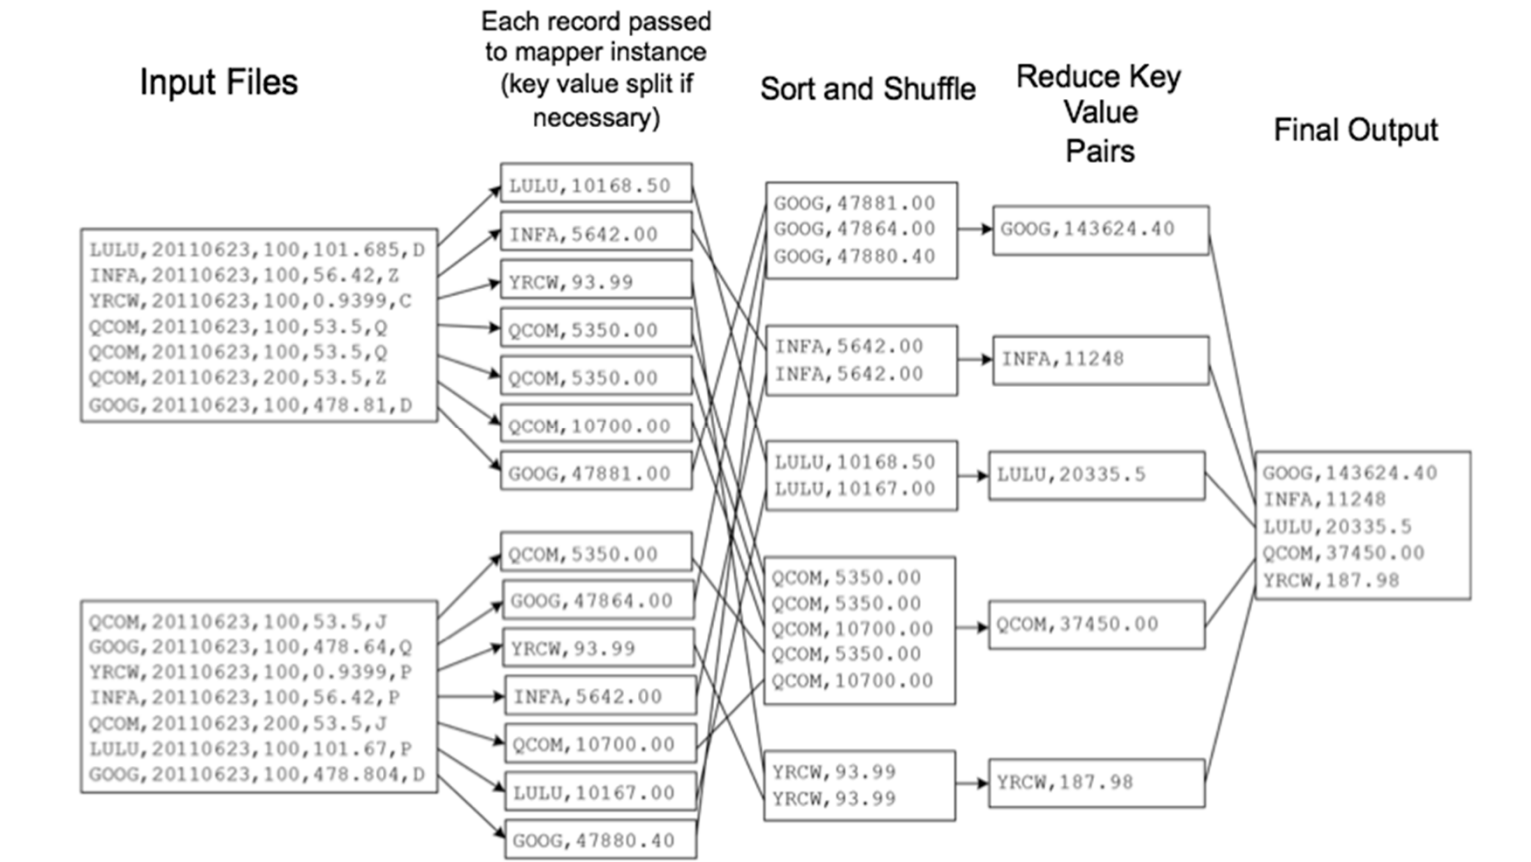 Input Files
Each record passed
to mapper instance
(key value split if
necessary)
Sort and Shuffle
Reduce Key
Value
Pairs
Final Output
LULU,20110623,100,101.685,D
INFA,20110623,100,56.42,Z
YRCW,20110623,100,0.9399,C
QCOM,20110623,100,53.5,Q
QCOM,20110623,100,53.5,Q
QCOM,20110623,200,53.5,Z
GOOG,20110623,100,478.81,D
QCOM,20110623,100,53.5,J
GOOG,20110623,100,478.64,Q
YRCW,20110623,100,0.9399,P
INFA,20110623,100,56.42,P
QCOM,20110623,200,53.5,J
LULU,20110623,100,101.67,P
GOOG,20110623,100,478.804,D
LULU,10168.50
INFA,5642.00
YRCW,93.99
QCOM,5350.00
QCOM,5350.00
QCOM,10700.00
GOOG,47881.00
QCOM,5350.00
GOOG,47864.00
YRCW,93.99
INFA,5642.00
QCOM,10700.00
LULU,10167.00
GOOG,47880.40
GOOG,47881.00
GOOG,47864.00
GOOG,47880.40
INFA,5642.00
INFA,5642.00
LULU,10168.50
LULU,10167.00
QCOM,5350.00
QCOM,5350.00
QCOM,10700.00
QCOM,5350.00
QCOM,10700.00
YRCW,93.99
YRCW,93.99
GOOG,143624.40
INFA,11248
LULU,20335.5
QCOM,37450.00
YRCW,187.98
GOOG,143624.40
INFA,11248
LULU,20335.5
QCOM,37450.00
YRCW,187.98